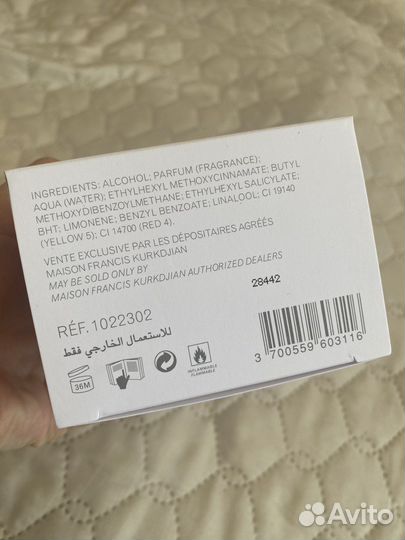 INGREDIENTS: ALCOHOL; PARFUM (FRAGRANCE);
AQUA (WATER); ETHYLHEXYL METHOXYCINNAMATE; BUTYL
METHOXYDIBENZOYLMETHANE; ETHYLHEXYL SALICYLATE;
BHT; LIMONENE; BENZYL BENZOATE; LINALOOL; CI 19140
(YELLOW 5); CI 14700 (RED 4).
VENTE EXCLUSIVE PAR LES DÉPOSITAIRES AGRÉÉS
MAISON FRANCIS KURKDJIAN
MAY BE SOLD ONLY BY
MAISON FRANCIS KURKDJIAN AUTHORIZED DEALERS
28442
RÉF. 1022302
للاستعمال الخارجي فقط
36M
INFLAMMABLE
FLAMMABLE
3 700559 603116
Avito